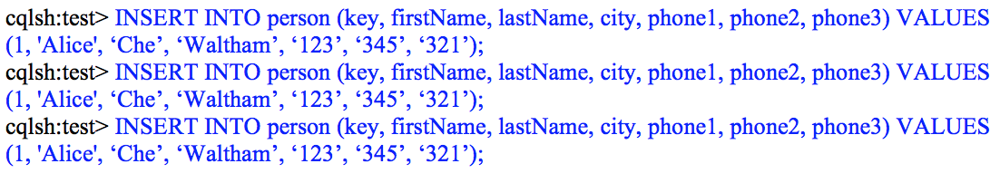 cqlsh:test> INSERT INTO person (key, firstName, lastName, city, phone1, phone2, phone3) VALUES
(1, 'Alice', ‘Che’, ‘Waltham’, ‘123’, ‘345’, ‘321’);
cqlsh:test> INSERT INTO person (key, firstName, lastName, city, phone1, phone2, phone3) VALUES
(1, 'Alice', ‘Che’, ‘Waltham’, ‘123’, ‘345’, ‘321’);
cqlsh:test> INSERT INTO person (key, firstName, lastName, city, phone1, phone2, phone3) VALUES
(1, 'Alice', ‘Che’, ‘Waltham’, ‘123’, ‘345’, ‘321’);